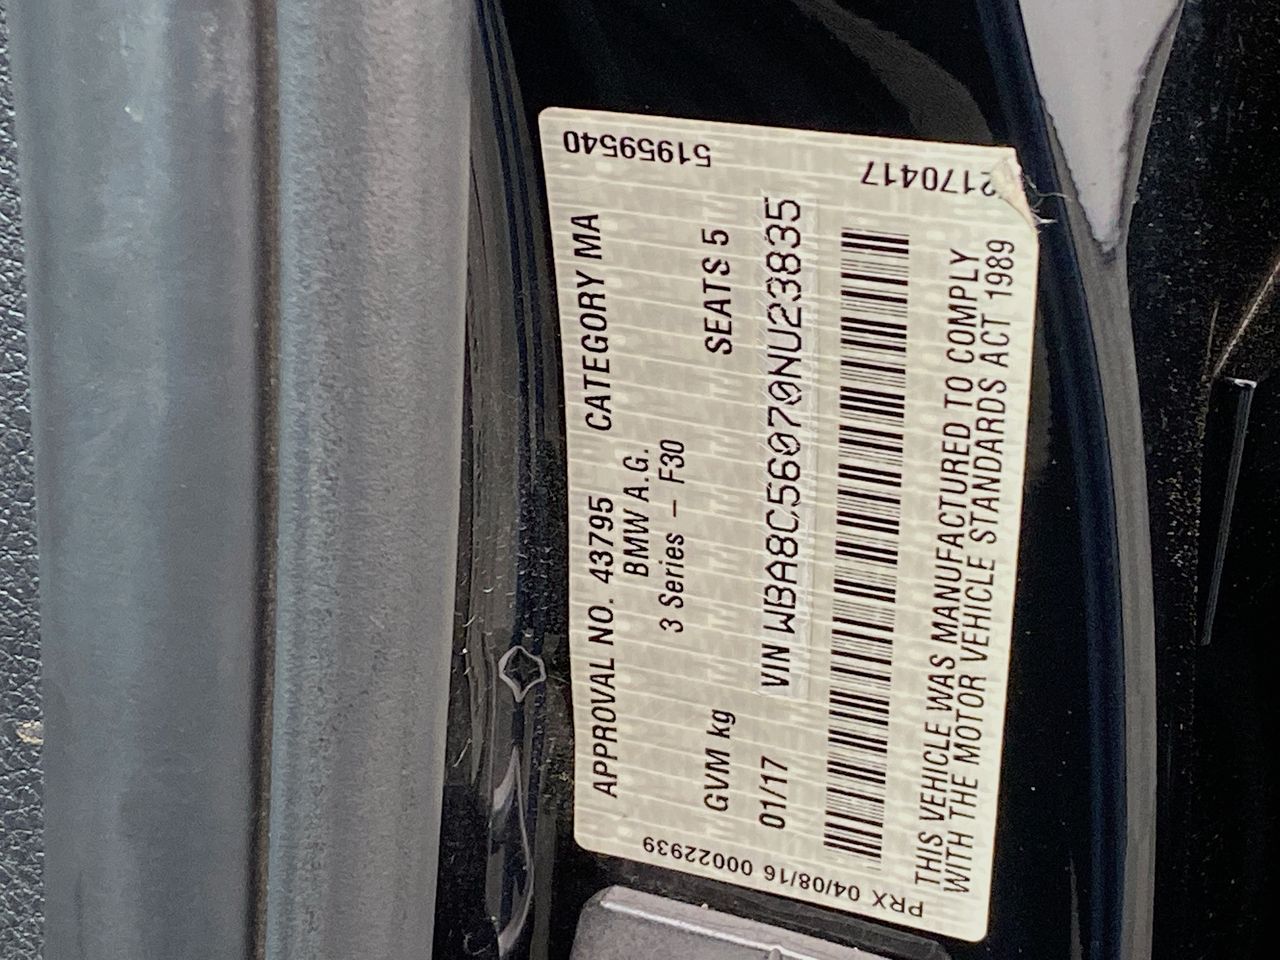 51959540
2170417
APPROVAL NO. 43795 CATEGORY MA
BMW A.G.
3 Series – F30
GVM kg SEATS 5
01/17 VIN WBA8C56070NU23835
THIS VEHICLE WAS MANUFACTURED TO COMPLY
WITH THE MOTOR VEHICLE STANDARDS ACT 1989
PRX 04/08/16 00022939